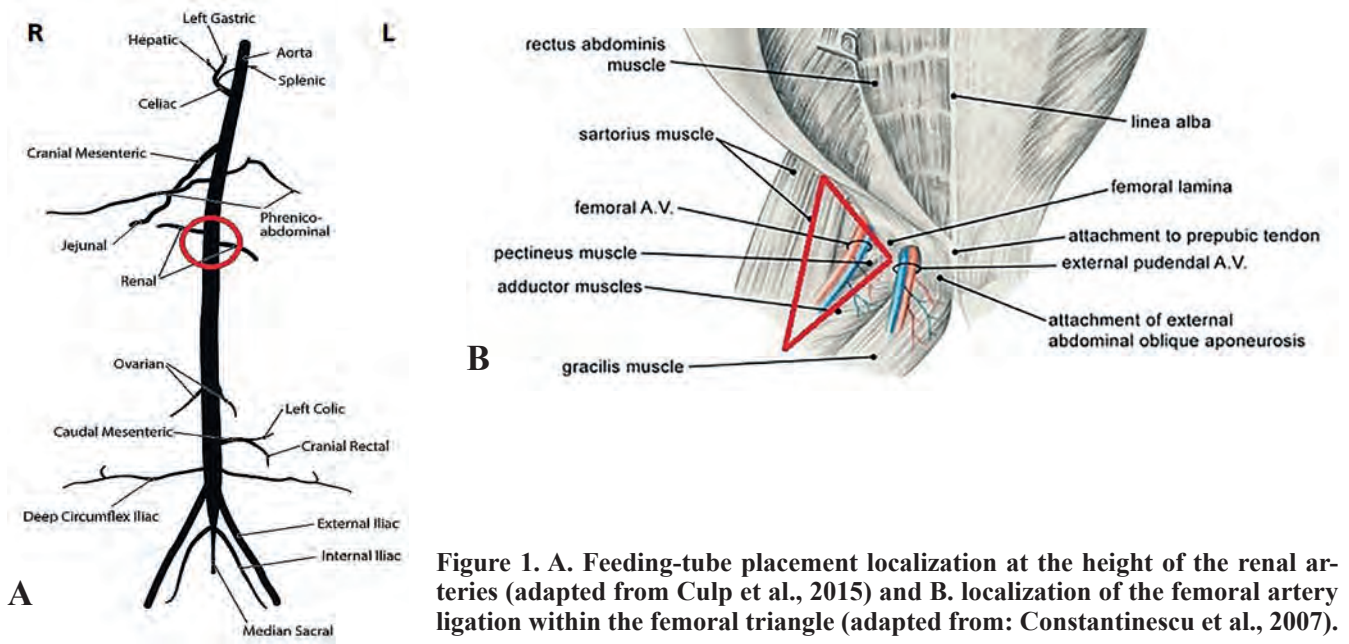 R
L
Left Gastric
Hepatic
Aorta
Splenic
Celiac
Cranial Mesenteric
Phrenico-
abdominal
Jejunal
Renal
Ovarian
Left Colic
Caudal Mesenteric
Cranial Rectal
Deep Circumflex Iliac
External Iliac
Internal Iliac
Median Sacral
A
rectus abdominis
muscle
linea alba
sartorius muscle
femoral lamina
femoral A.V.
attachment to prepubic tendon
pectineus muscle
external pudendal A.V.
adductor muscles
attachment of external
abdominal oblique aponeurosis
gracilis muscle
B
Figure 1. A. Feeding-tube placement localization at the height of the renal ar-
teries (adapted from Culp et al., 2015) and B. localization of the femoral artery
ligation within the femoral triangle (adapted from: Constantinescu et al., 2007).